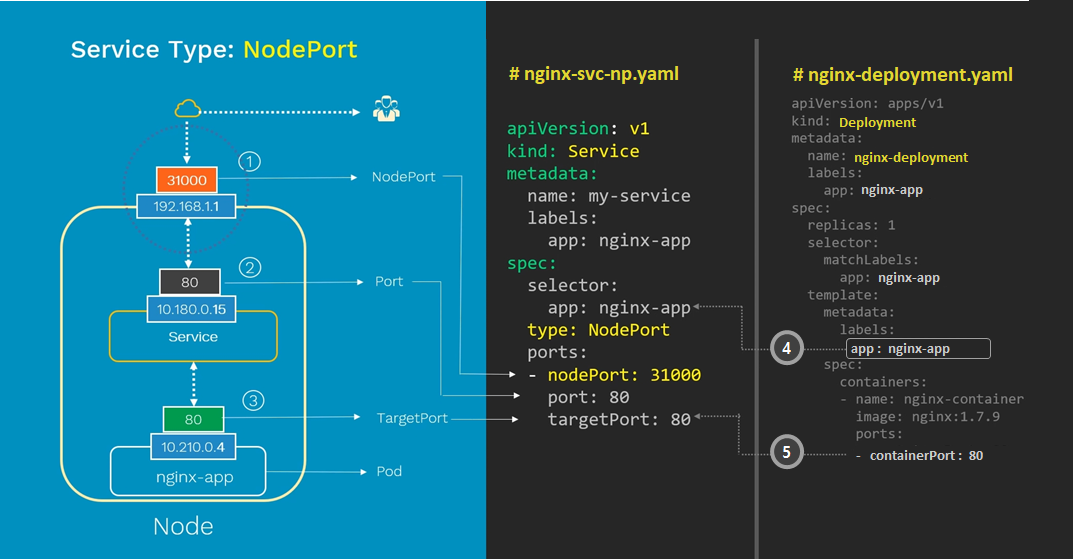 Service Type: NodePort
1
31000
NodePort
192.168.1.1
2
80
Port
10.180.0.15
Service
3
80
TargetPort
10.210.0.4
nginx-app
Pod
Node
# nginx-svc-np.yaml
apiVersion: v1
kind: Service
metadata:
name: my-service
labels:
app: nginx-app
spec:
selector:
app: nginx-app
type: NodePort
ports:
- nodePort: 31000
port: 80
targetPort: 80
4
5
# nginx-deployment.yaml
apiVersion: apps/v1
kind: Deployment
metadata:
name: nginx-deployment
labels:
app: nginx-app
spec:
replicas: 1
selector:
matchLabels:
app: nginx-app
template:
metadata:
labels:
app: nginx-app
spec:
containers:
- name: nginx-container
image: nginx:1.7.9
ports:
- containerPort: 80